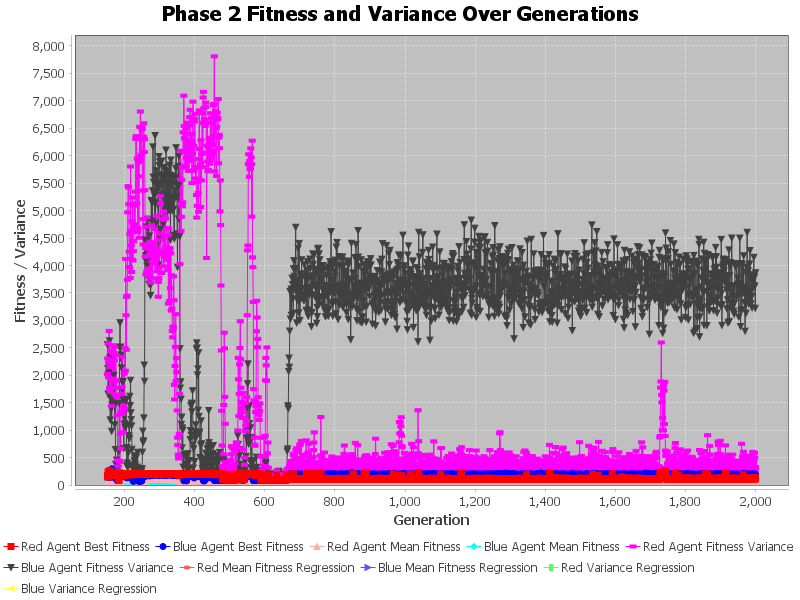 Phase 2 Fitness and Variance Over Generations
8,000
7,500
7,000
6,500
6,000
5,500
5,000
4,500
4,000
3,500
3,000
2,500
2,000
1,500
1,000
500
0
Fitness / Variance
200 400 600 800 1,000 1,200 1,400 1,600 1,800 2,000
Generation
Red Agent Best Fitness Blue Agent Best Fitness Red Agent Mean Fitness Blue Agent Mean Fitness Red Agent Fitness Variance
Blue Agent Fitness Variance Red Mean Fitness Regression Blue Mean Fitness Regression Red Variance Regression
Blue Variance Regression